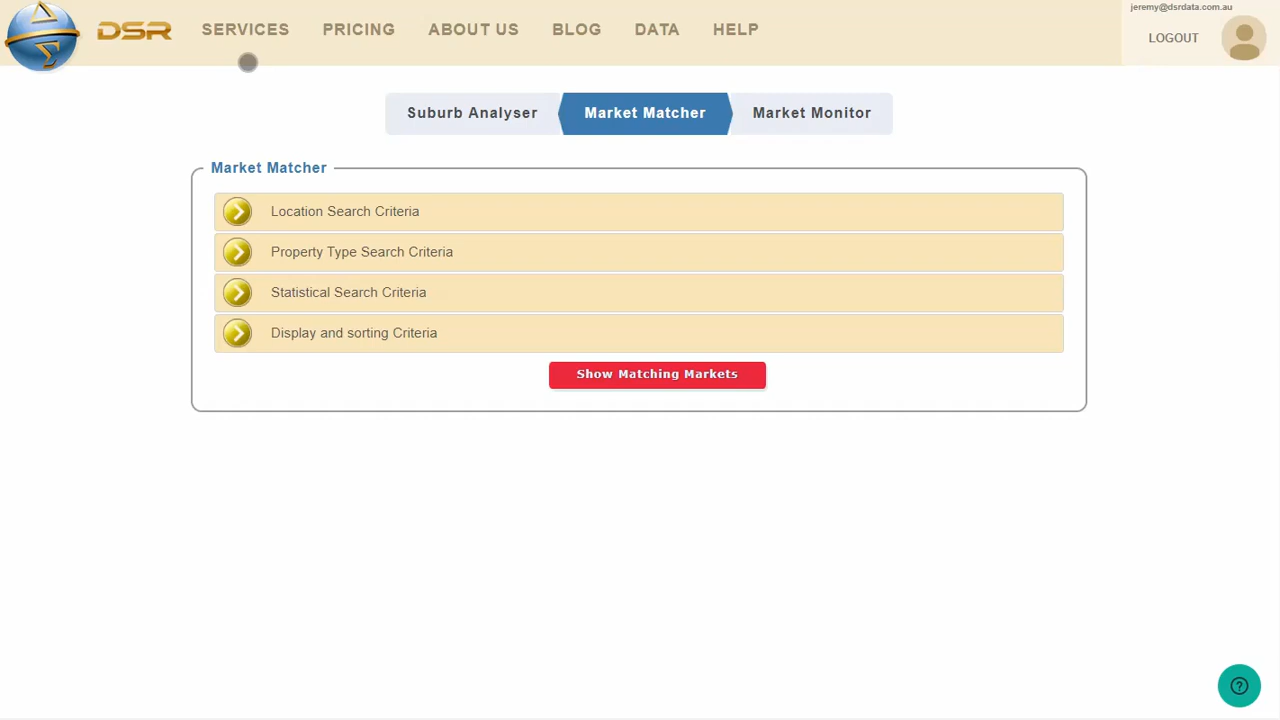 jeremy@dsrdata.com.au
DSR SERVICES PRICING ABOUT US BLOG DATA HELP LOGOUT
Suburb Analyser Market Matcher Market Monitor
Market Matcher
Location Search Criteria
Property Type Search Criteria
Statistical Search Criteria
Display and sorting Criteria
Show Matching Markets